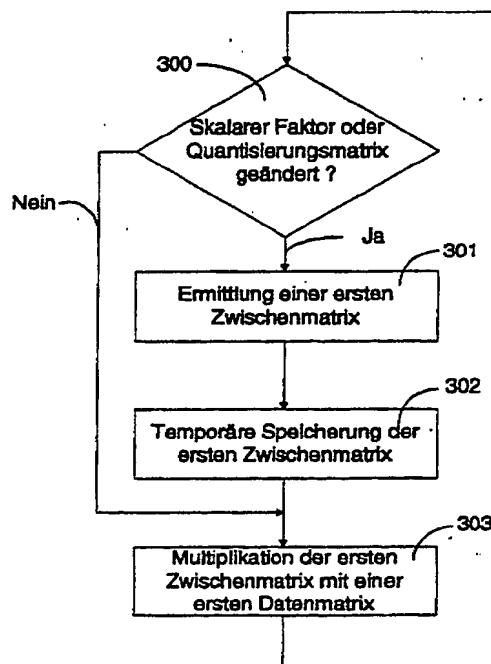 300
Skalarer Faktor oder
Quantisierungsmatrix
geändert ?
Nein
Ja
301
Ermittlung einer ersten
Zwischenmatrix
302
Temporäre Speicherung der
ersten Zwischenmatrix
303
Multiplikation der ersten
Zwischenmatrix mit einer
ersten Datenmatrix